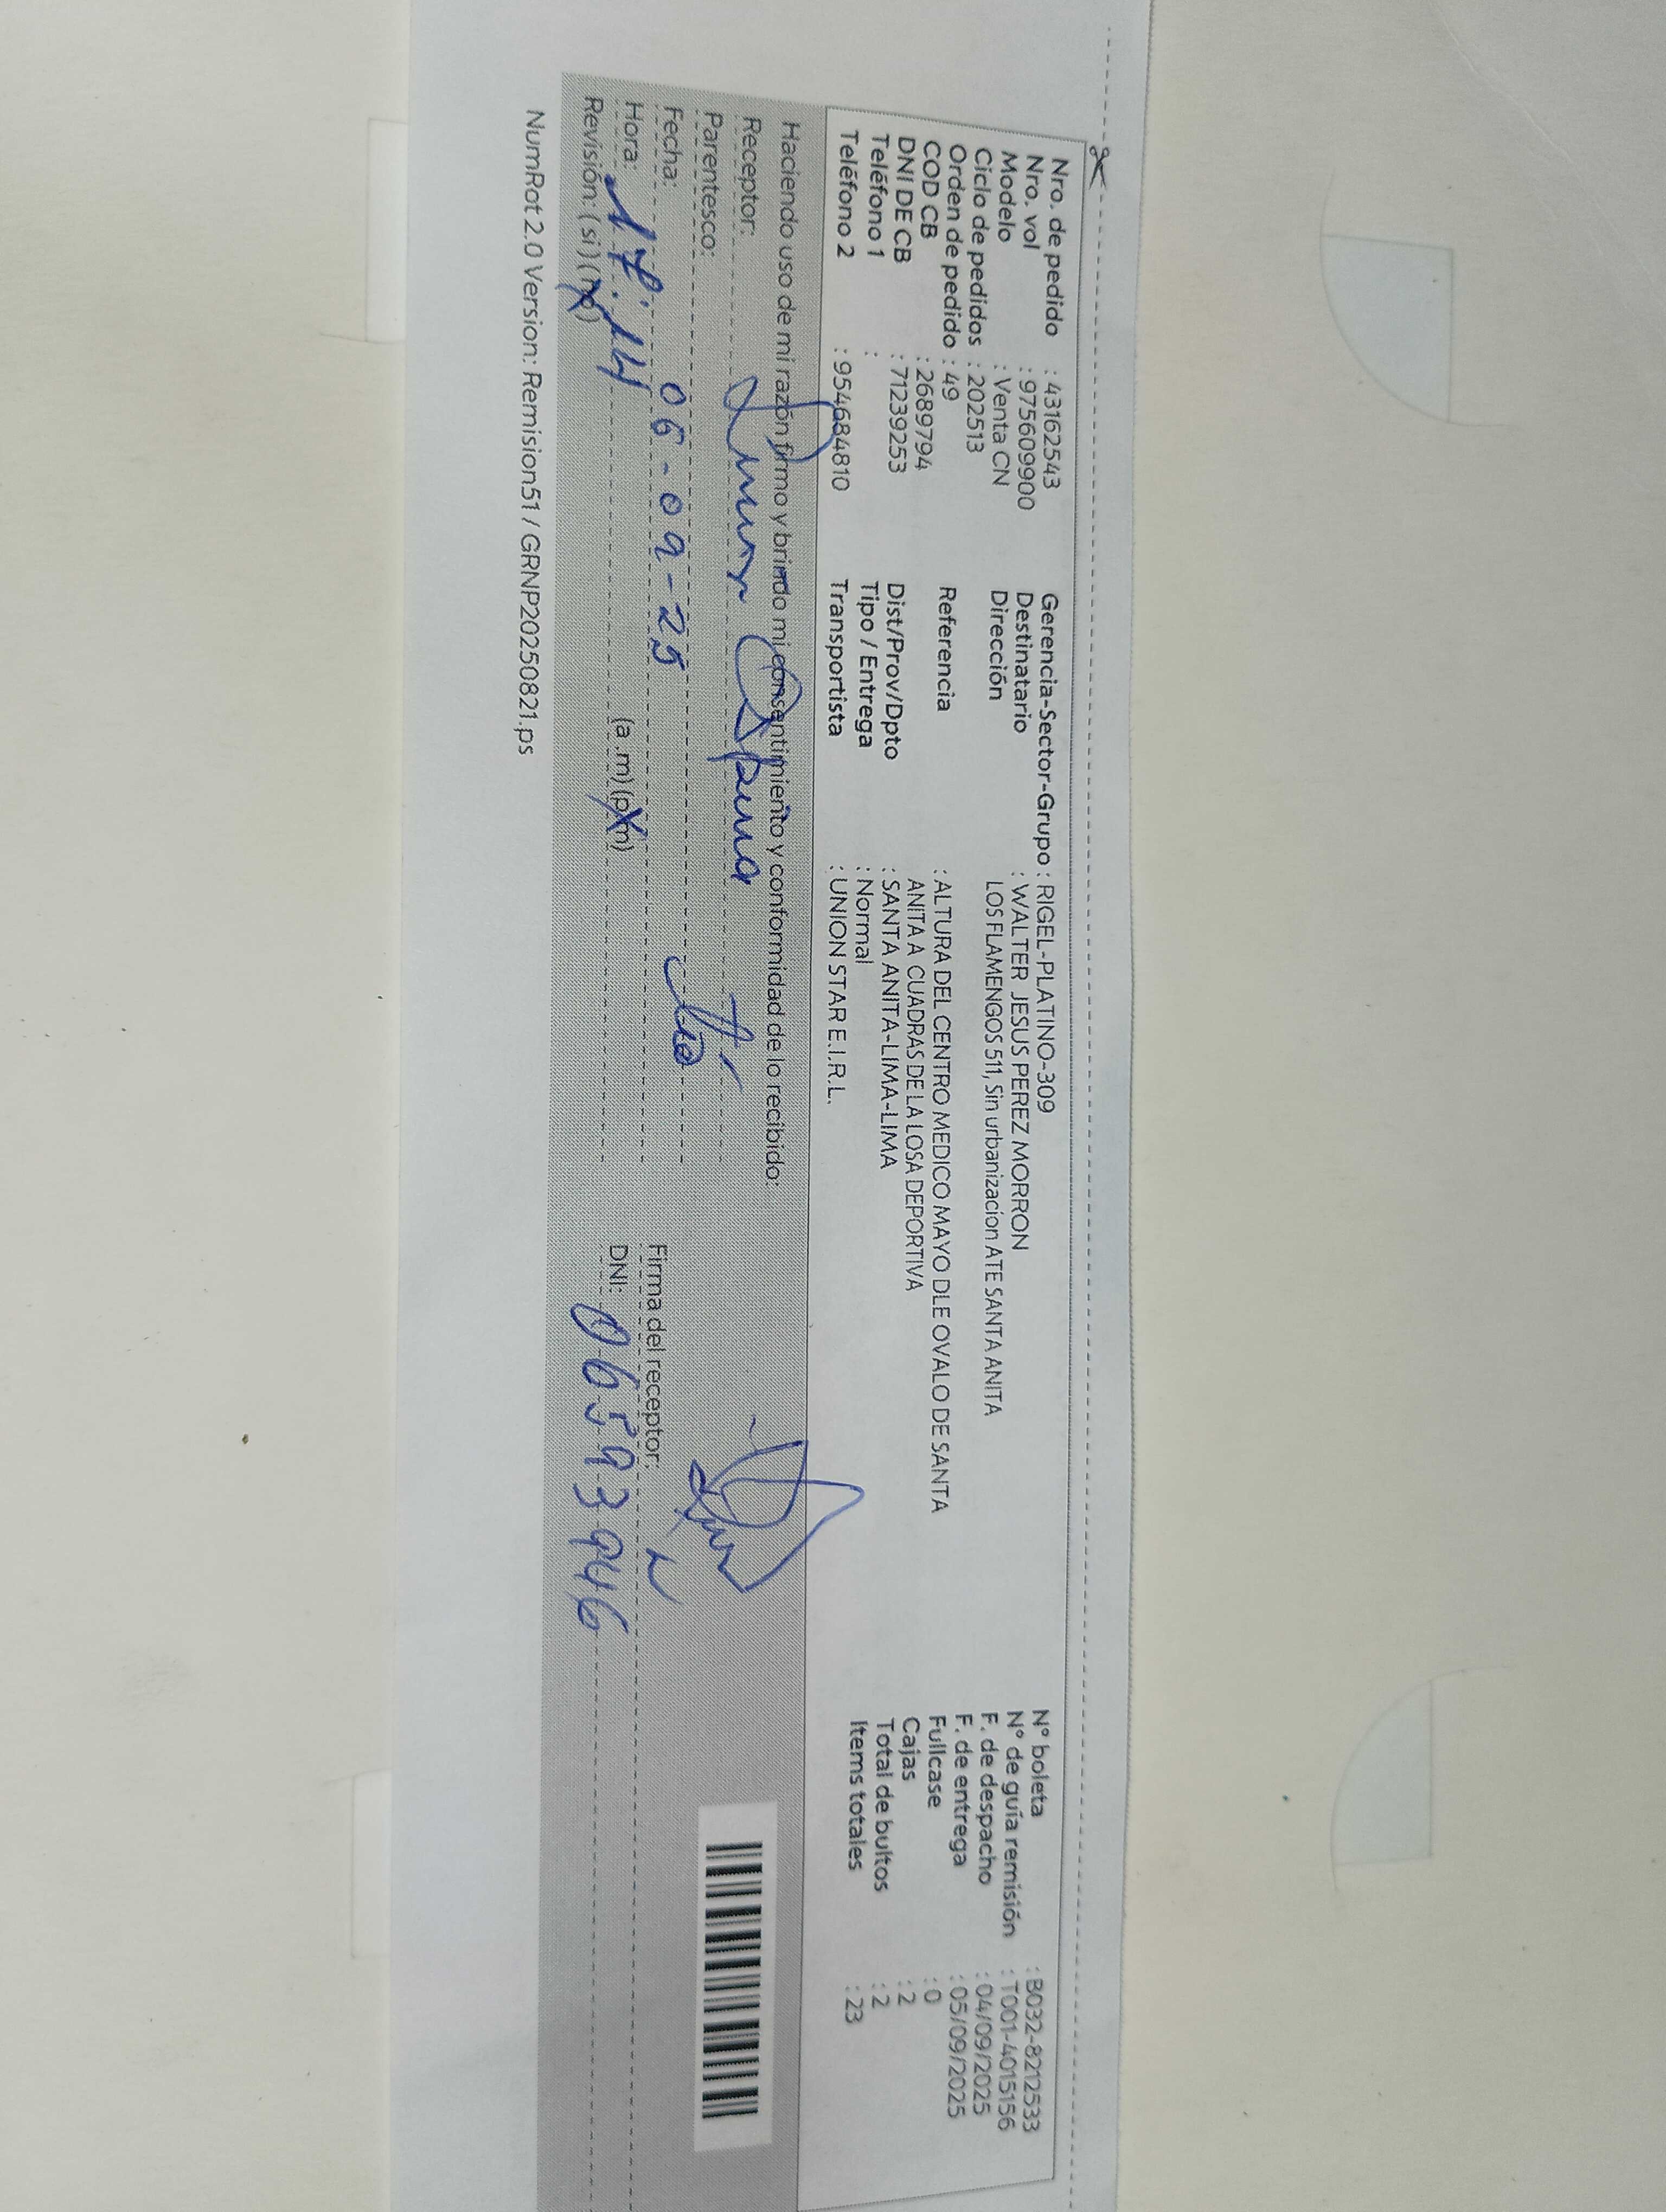 Nro. de pedido : 43162543
Nro. vol : 975609900
Modelo : Venta CN
Ciclo de pedidos : 202513
Orden de pedido : 49
COD CB : 2689794
DNI DE CB : 71239253
Teléfono 1 :
Teléfono 2 : 954684810
Gerencia-Sector-Grupo : RIGEL-PLATINO-309
Destinatario : WALTER JESUS PEREZ MORRON
Dirección LOS FLAMENGOS 511, Sin urbanizacion ATE SANTA ANITA
Referencia : ALTURA DEL CENTRO MEDICO MAYO DLE OVALO DE SANTA
ANITA A CUADRAS DE LA LOSA DEPORTIVA
Dist/Prov/Dpto : SANTA ANITA-LIMA-LIMA
Tipo / Entrega : Normal
Transportista : UNION STAR E.I.R.L.
Nº boleta : B032-8212533
Nº de guía remisión : T001-4015156
F. de despacho : 04/09/2025
F. de entrega : 05/09/2025
Fullcase : 0
Cajas : 2
Total de bultos : 2
Items totales : 23
Haciendo uso de mi razón firmo y brindo mi consentimiento y conformidad de lo recibido:
Receptor:
Parentesco: Tío
Fecha: 06-09-25
Hora: 17:14 (a.m) (p.m)
Revisión: (si) (no)
Firma del receptor:
DNI: 06593946
NumRot 2.0 Version: Remision51 / GRNP20250821.ps